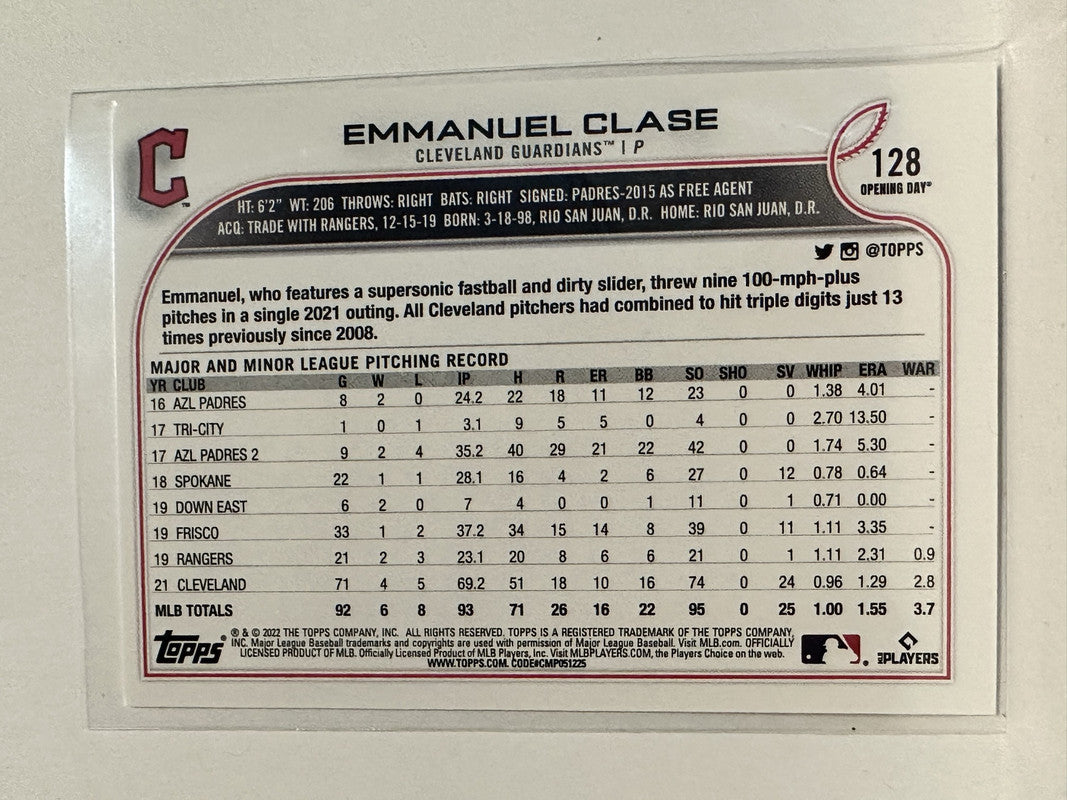 C
EMMANUEL CLASE
CLEVELAND GUARDIANS™ | P
128
OPENING DAY®
HT: 6'2" WT: 206 THROWS: RIGHT BATS: RIGHT SIGNED: PADRES-2015 AS FREE AGENT
ACQ: TRADE WITH RANGERS, 12-15-19 BORN: 3-18-98, RIO SAN JUAN, D.R. HOME: RIO SAN JUAN, D.R.
@TOPPS
Emmanuel, who features a supersonic fastball and dirty slider, threw nine 100-mph-plus
pitches in a single 2021 outing. All Cleveland pitchers had combined to hit triple digits just 13
times previously since 2008.
MAJOR AND MINOR LEAGUE PITCHING RECORD
YR CLUB G W L IP H R ER BB SO SHO SV WHIP ERA WAR
16 AZL PADRES 8 2 0 24.2 22 18 11 12 23 0 0 1.38 4.01 -
17 TRI-CITY 1 0 1 3.1 9 5 5 0 4 0 0 2.70 13.50 -
17 AZL PADRES 2 9 2 4 35.2 40 29 21 22 42 0 0 1.74 5.30 -
18 SPOKANE 22 1 1 28.1 16 4 2 6 27 0 12 0.78 0.64 -
19 DOWN EAST 6 2 0 7 4 0 0 1 11 0 1 0.71 0.00 -
19 FRISCO 33 1 2 37.2 34 15 14 8 39 0 11 1.11 3.35 -
19 RANGERS 21 2 3 23.1 20 8 6 6 21 0 1 1.11 2.31 0.9
21 CLEVELAND 71 4 5 69.2 51 18 10 16 74 0 24 0.96 1.29 2.8
MLB TOTALS 92 6 8 93 71 26 16 22 95 0 25 1.00 1.55 3.7
Topps
® & © 2022 THE TOPPS COMPANY, INC. ALL RIGHTS RESERVED. TOPPS IS A REGISTERED TRADEMARK OF THE TOPPS COMPANY,
INC. Major League Baseball trademarks and copyrights are used with permission of Major League Baseball. Visit MLB.com. OFFICIALLY
LICENSED PRODUCT OF MLB. Officially Licensed Product of MLB Players, Inc. Visit MLBPLAYERS.COM, the Players Choice on the web.
WWW.TOPPS.COM. CODE#CMP051225
MLB PLAYERS